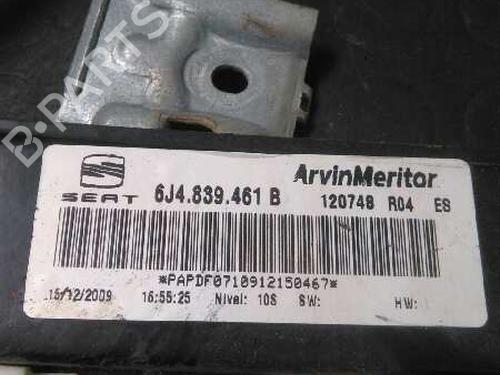 B-PARTS
SEAT 6J4.839.461 B ArvinMeritor
120748 R04 ES
*PAPDF0710912150467*
15/12/2009 16:55:25 Nivel: 10S SW: HW: